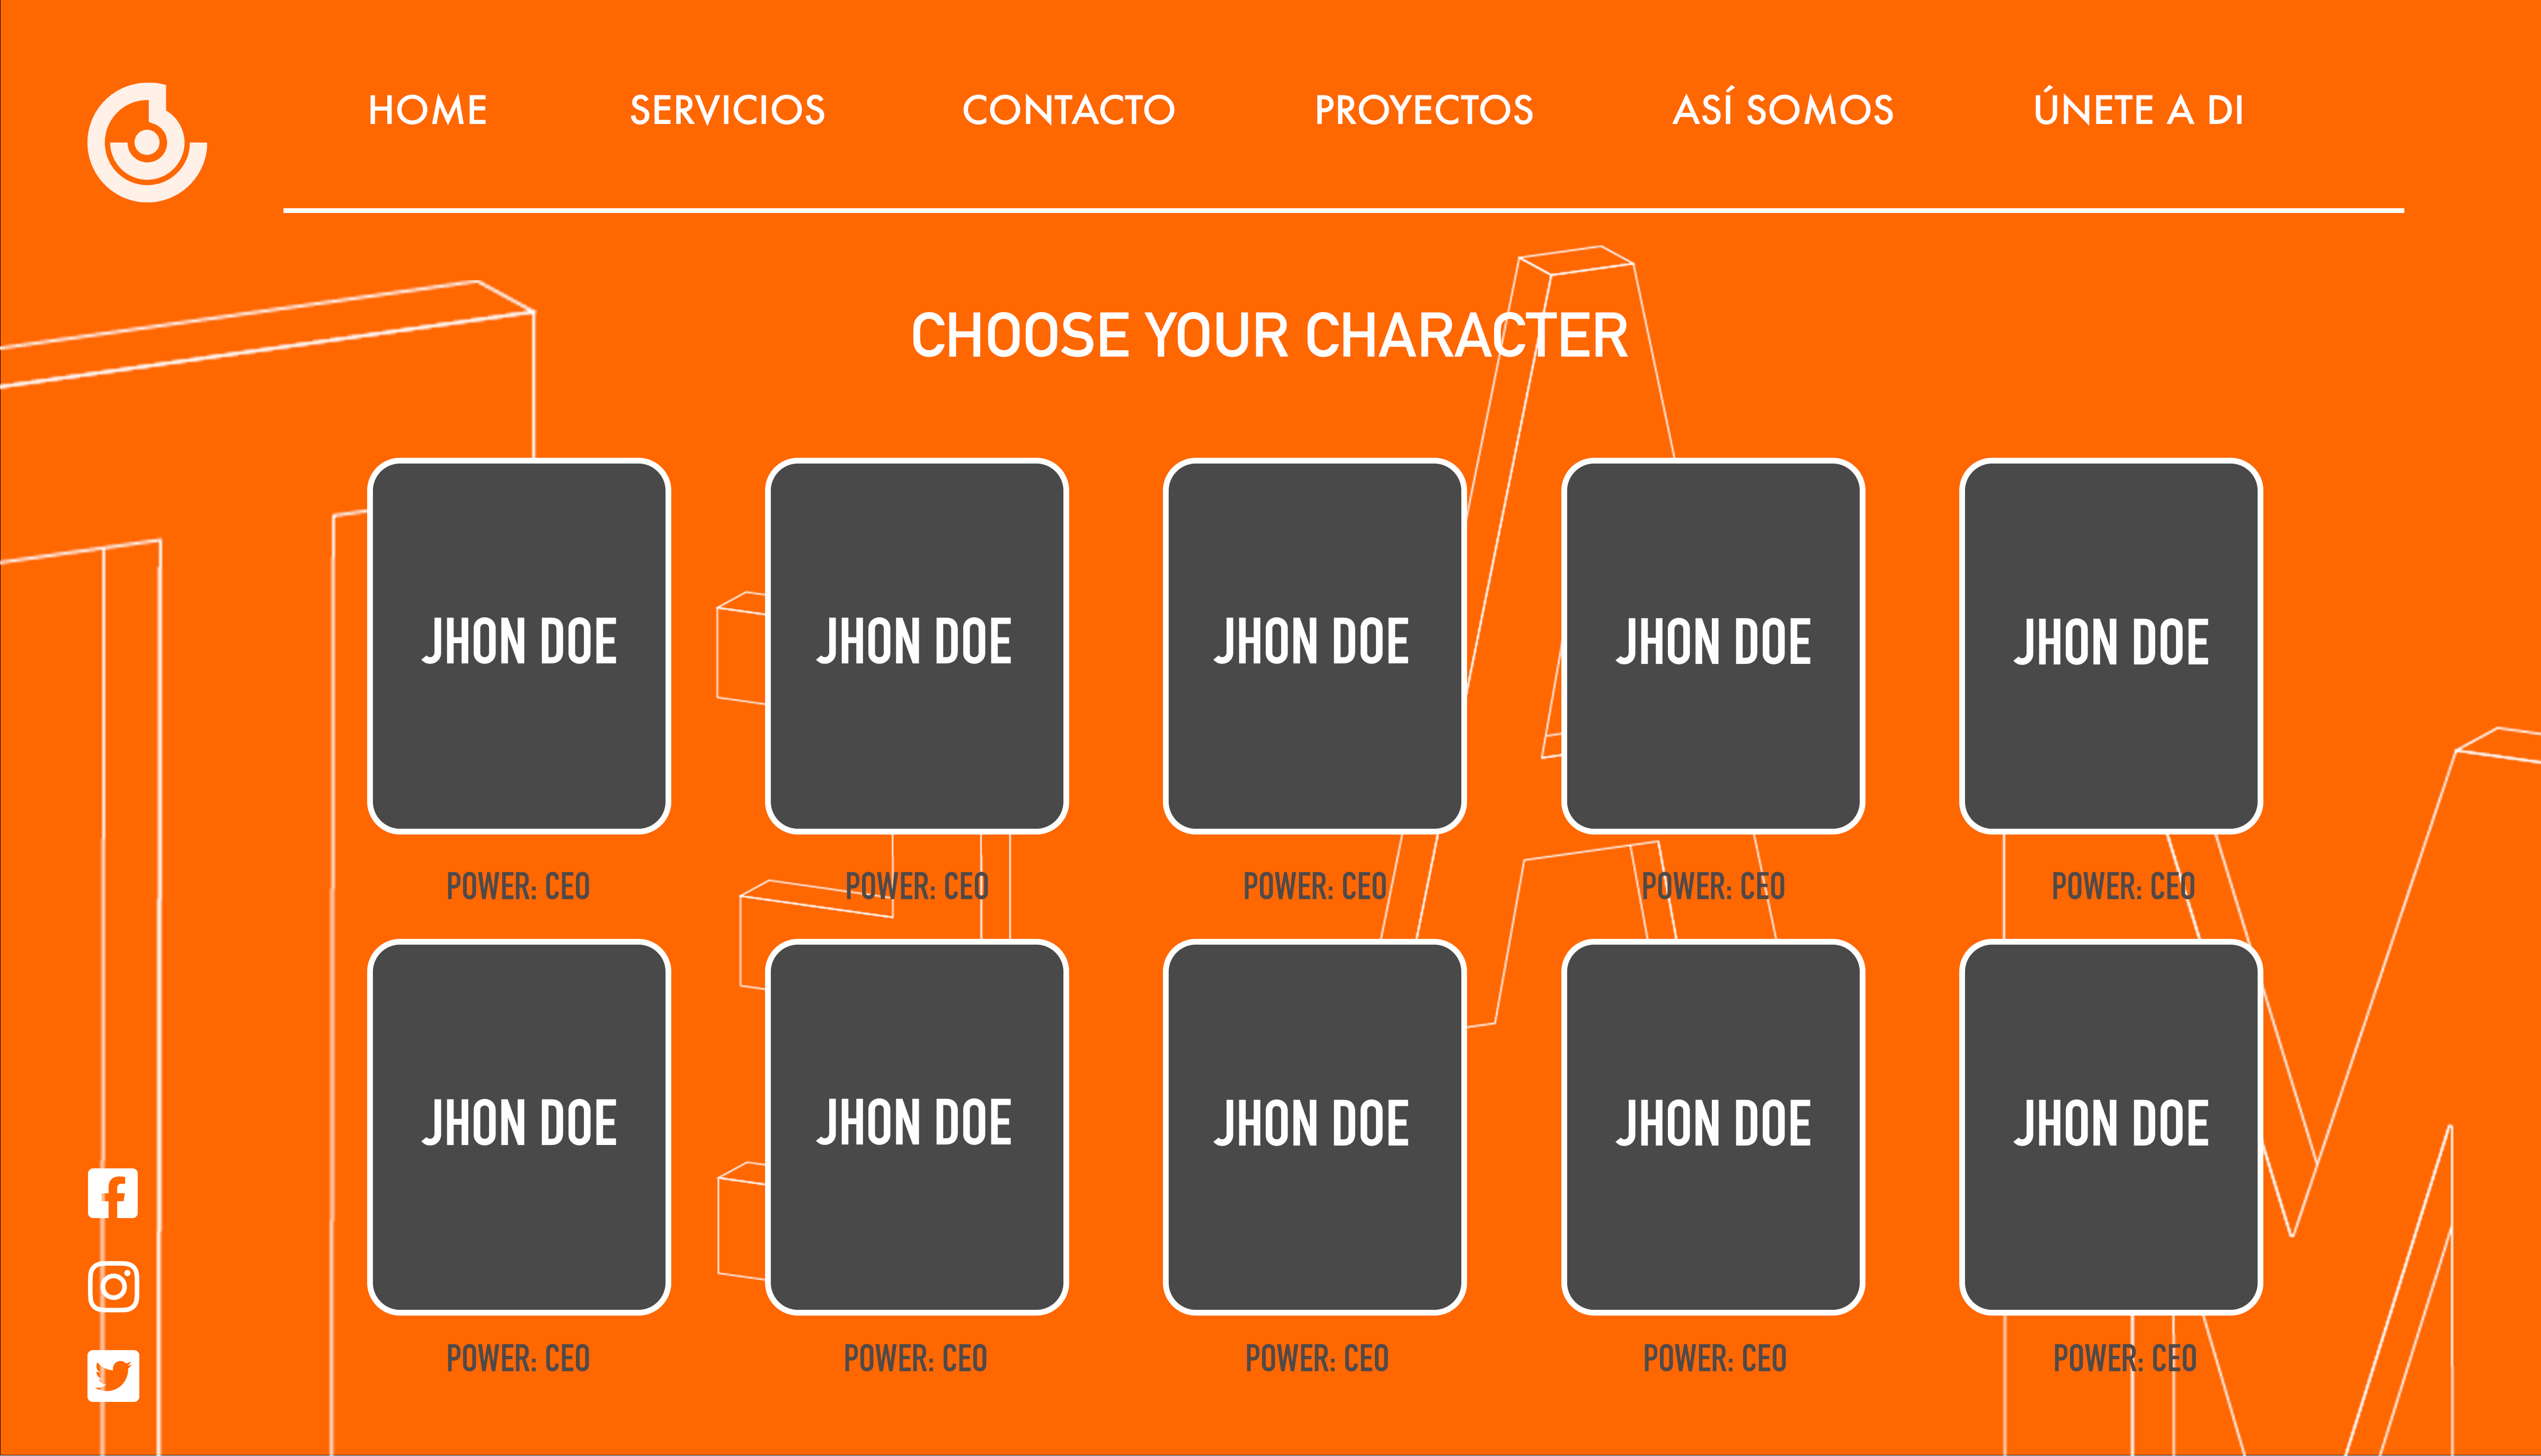 HOME SERVICIOS CONTACTO PROYECTOS ASÍ SOMOS ÚNETE A DI
CHOOSE YOUR CHARACTER
JHON DOE JHON DOE JHON DOE JHON DOE JHON DOE
POWER: CEO POWER: CEO POWER: CEO POWER: CEO POWER: CEO
JHON DOE JHON DOE JHON DOE JHON DOE JHON DOE
POWER: CEO POWER: CEO POWER: CEO POWER: CEO POWER: CEO
TEAM